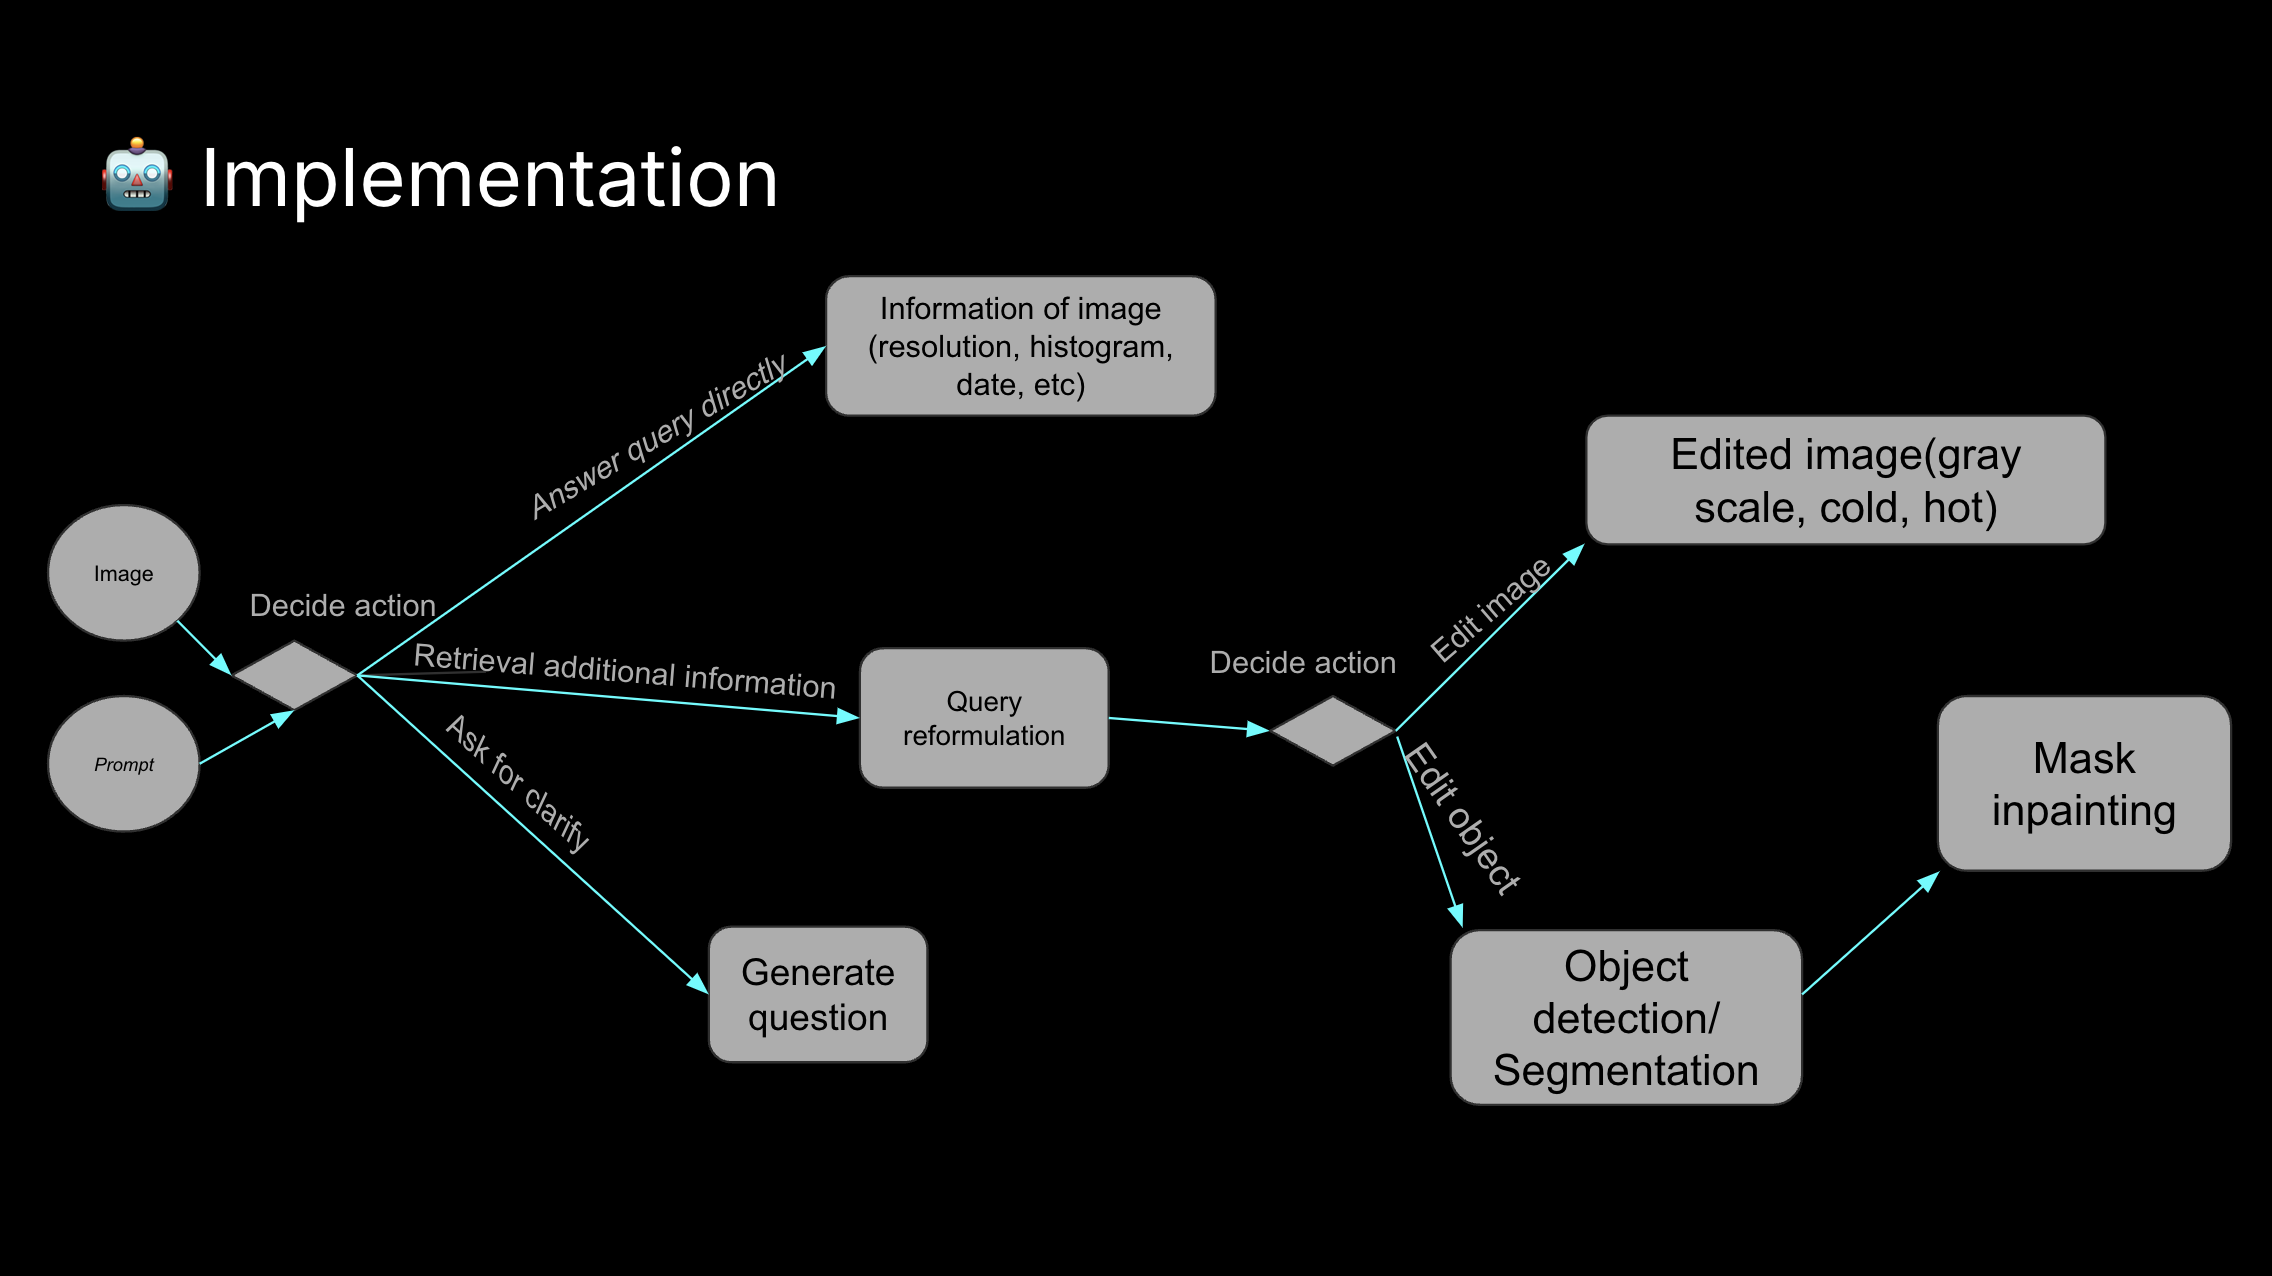 🤖 Implementation
Information of image
(resolution, histogram,
date, etc)
Answer query directly
Edited image(gray
scale, cold, hot)
Image
Decide action
Edit image
Retrieval additional information
Decide action
Query
reformulation
Prompt
Ask for clarify
Edit object
Mask
inpainting
Generate
question
Object
detection/
Segmentation